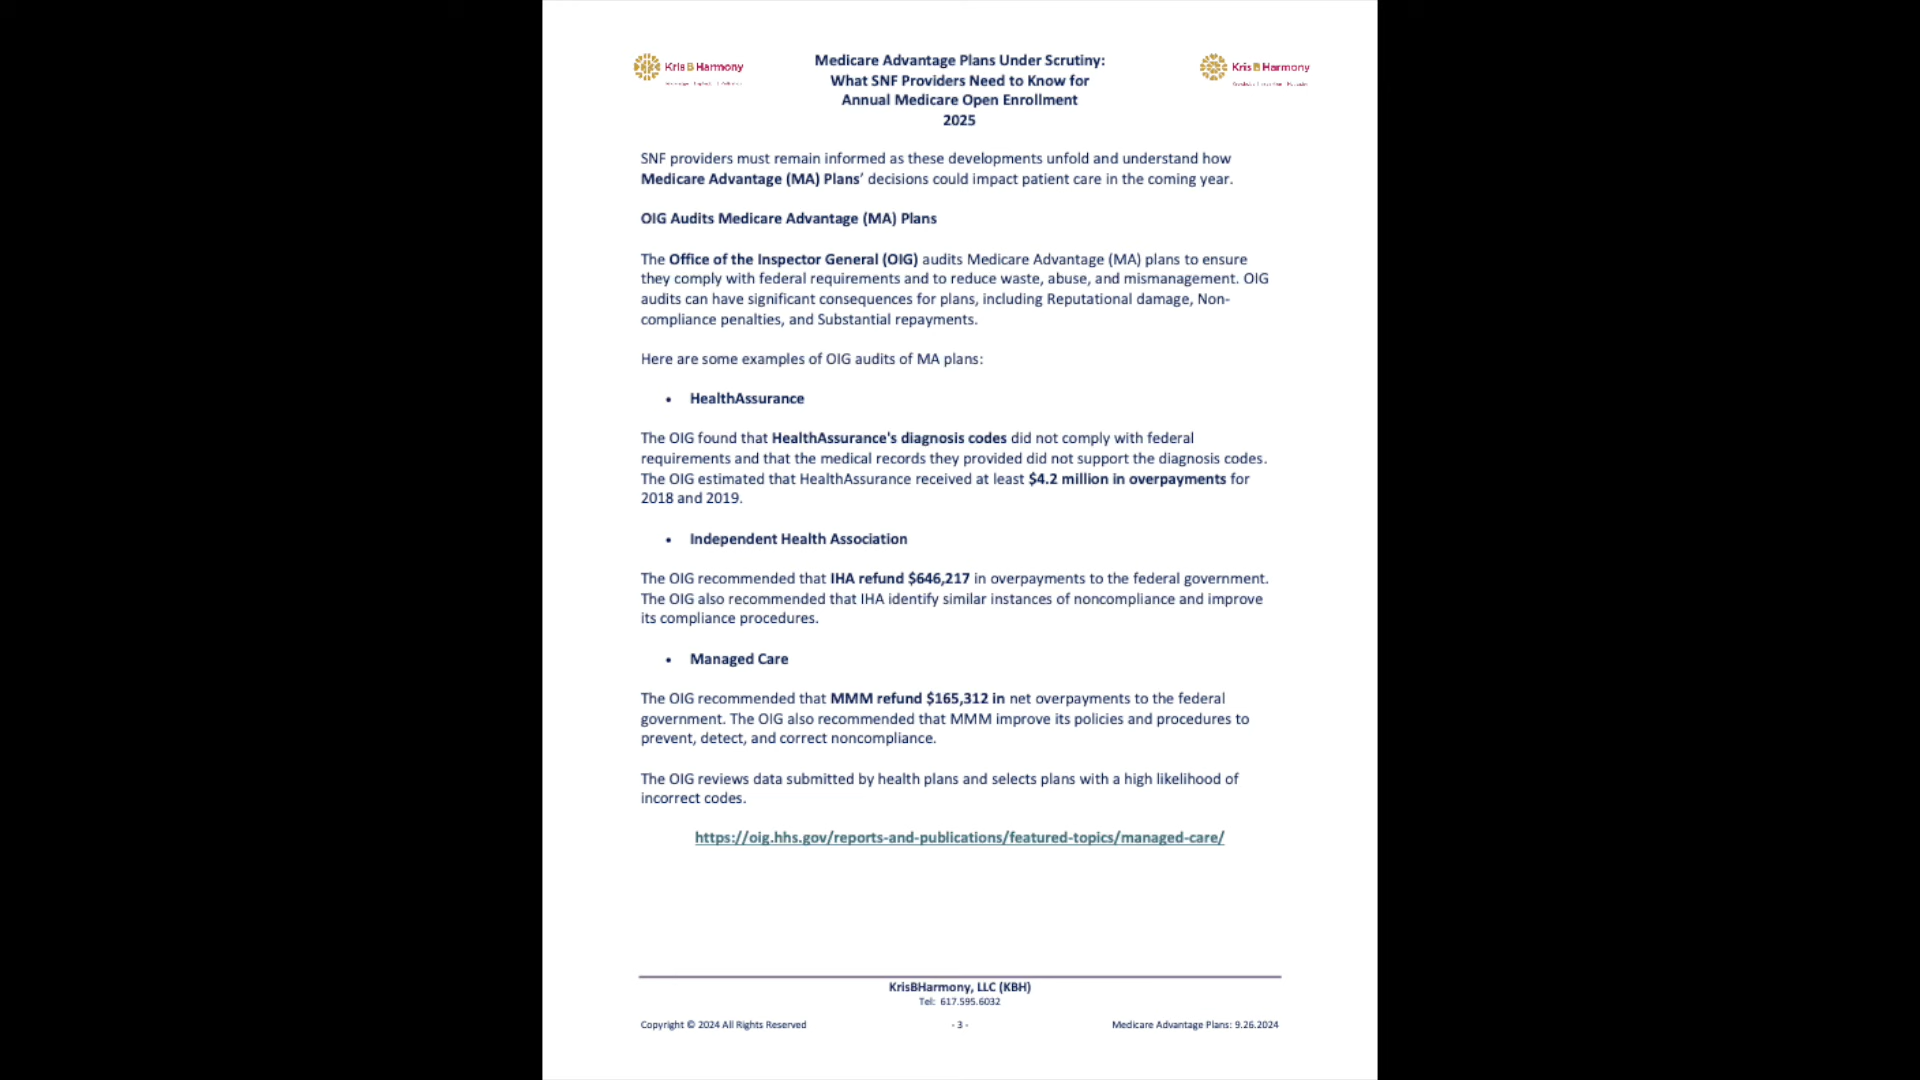 Kris B Harmony
Medicare Advantage Plans Under Scrutiny:
What SNF Providers Need to Know for
Annual Medicare Open Enrollment
2025
Kris B Harmony
SNF providers must remain informed as these developments unfold and understand how
Medicare Advantage (MA) Plans’ decisions could impact patient care in the coming year.
OIG Audits Medicare Advantage (MA) Plans
The Office of the Inspector General (OIG) audits Medicare Advantage (MA) plans to ensure
they comply with federal requirements and to reduce waste, abuse, and mismanagement. OIG
audits can have significant consequences for plans, including Reputational damage, Non-
compliance penalties, and Substantial repayments.
Here are some examples of OIG audits of MA plans:
• HealthAssurance
The OIG found that HealthAssurance's diagnosis codes did not comply with federal
requirements and that the medical records they provided did not support the diagnosis codes.
The OIG estimated that HealthAssurance received at least $4.2 million in overpayments for
2018 and 2019.
• Independent Health Association
The OIG recommended that IHA refund $646,217 in overpayments to the federal government.
The OIG also recommended that IHA identify similar instances of noncompliance and improve
its compliance procedures.
• Managed Care
The OIG recommended that MMM refund $165,312 in net overpayments to the federal
government. The OIG also recommended that MMM improve its policies and procedures to
prevent, detect, and correct noncompliance.
The OIG reviews data submitted by health plans and selects plans with a high likelihood of
incorrect codes.
https://oig.hhs.gov/reports-and-publications/featured-topics/managed-care/
KrisBHarmony, LLC (KBH)
Tel: 617.595.6032
Copyright © 2024 All Rights Reserved
- 3 -
Medicare Advantage Plans: 9.26.2024